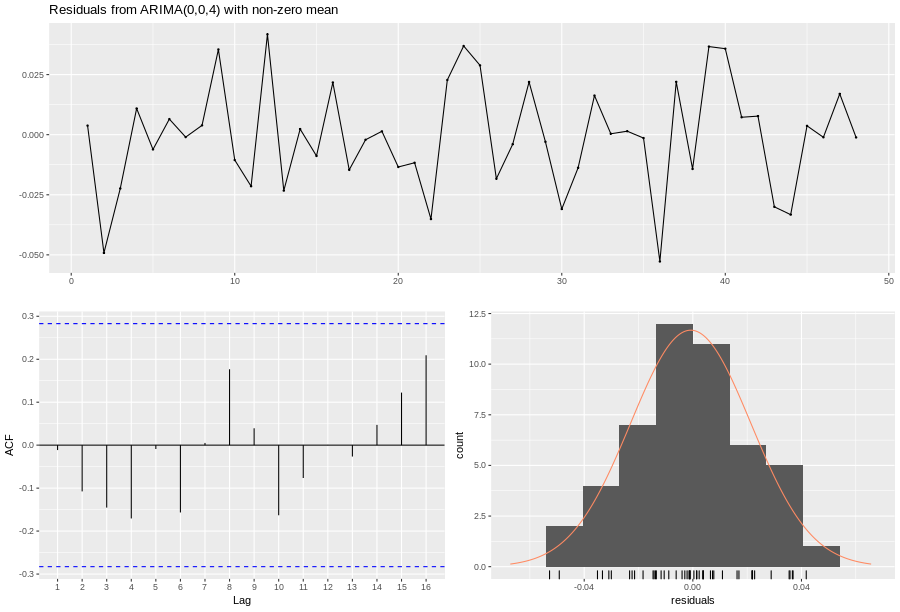 Residuals from ARIMA(0,0,4) with non-zero mean
0.025
0.000
-0.025
-0.050
0 10 20 30 40 50
0.3
0.2
0.1
0.0
-0.1
-0.2
-0.3
ACF
1 2 3 4 5 6 7 8 9 10 11 12 13 14 15 16
Lag
12.5
10.0
7.5
5.0
2.5
0.0
count
-0.04 0.00 0.04
residuals